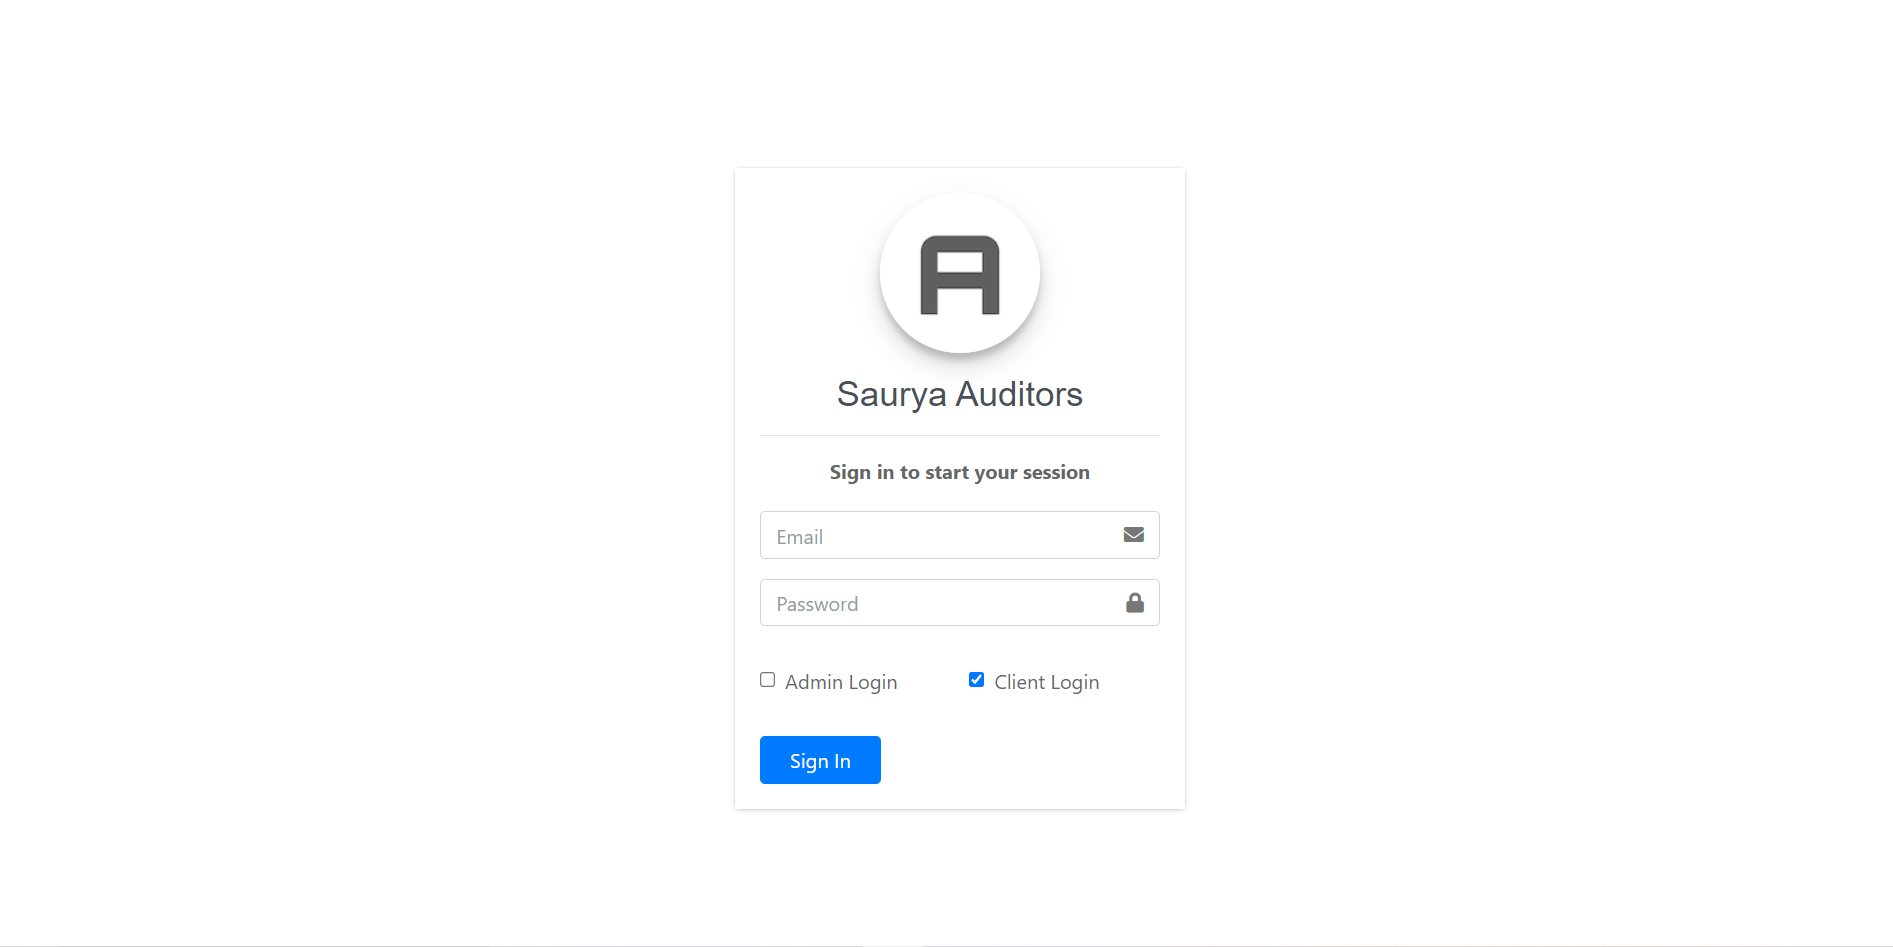 A
Saurya Auditors
Sign in to start your session
Email
Password
Admin Login Client Login
Sign In